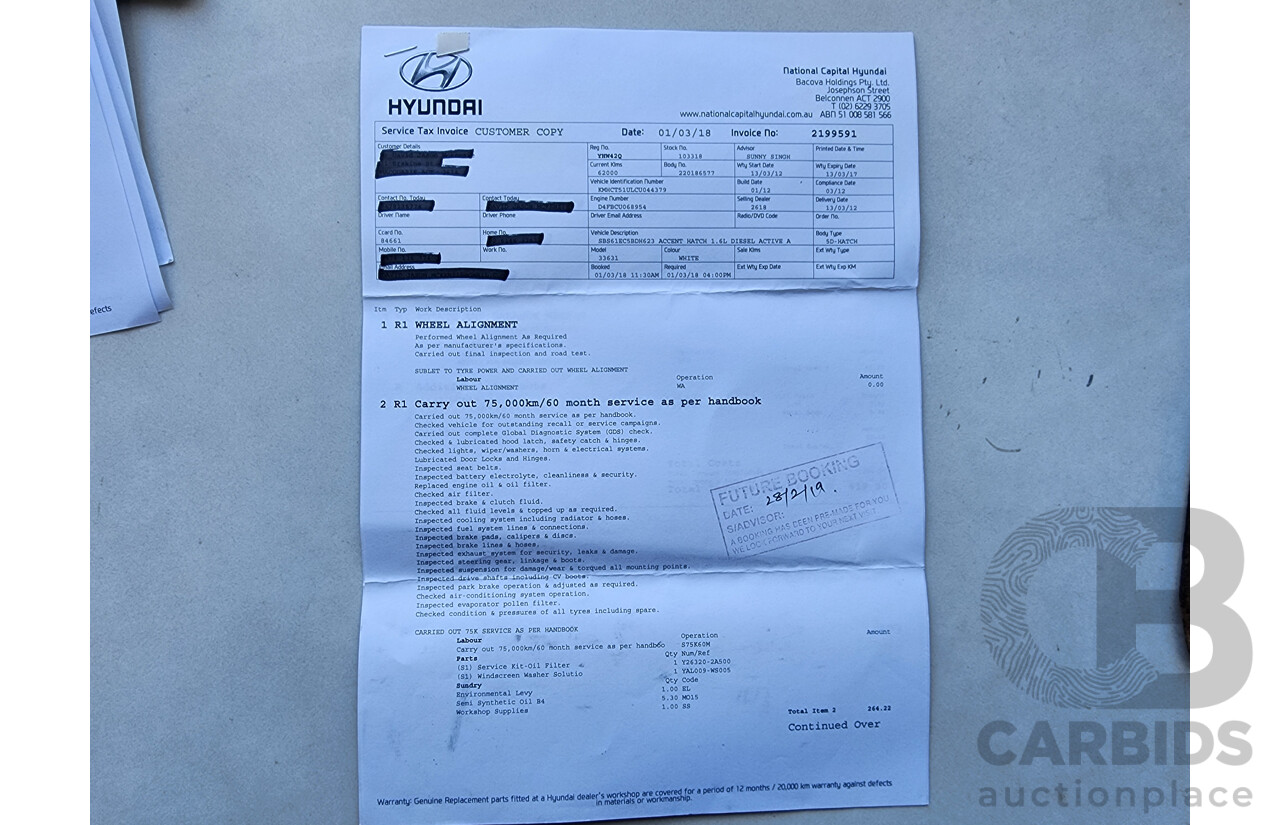 HYUNDAI
National Capital Hyundai
Bacova Holdings Pty. Ltd.
Josephson Street
Belconnen ACT 2900
T (02) 6229 3705
www.nationalcapitalhyundai.com.au ABN 51 008 581 566
Service Tax Invoice CUSTOMER COPY Date: 01/03/18 Invoice No: 2199591
Customer Details
Reg No. Stock No. Advisor Printed Date & Time
YHW42Q 103318 SUNNY SINGH
Current Klms Body No. Wty Start Date Wty Expiry Date
62000 220186577 13/03/12 13/03/17
Vehicle Identification Number Build Date Compliance Date
KMHCT51ULCU044379 01/12 03/12
Contact No. Today Contact Today Engine Number Selling Dealer Delivery Date
D4FBCU068954 2618 13/03/12
Driver Name Driver Phone Driver Email Address Radio/DVD Code Order No.
Ccard No. Home No. Vehicle Description Body Type
B4661 SBS61EC5BDH623 ACCENT HATCH 1.6L DIESEL ACTIVE A 5D-HATCH
Mobile No. Work No. Model Colour Sale Klms Ext Wty Type
33631 WHITE
Address Booked Required Ext Wty Exp Date Ext Wty Exp KM
01/03/18 11:30AM 01/03/18 04:00PM
Itm Typ Work Description
1 R1 WHEEL ALIGNMENT
Performed Wheel Alignment As Required
As per manufacturer's specifications.
Carried out final inspection and road test.
SUBLET TO TYRE POWER AND CARRIED OUT WHEEL ALIGNMENT
Labour Operation Amount
WHEEL ALIGNMENT WA 0.00
2 R1 Carry out 75,000km/60 month service as per handbook
Carried out 75,000km/60 month service as per handbook.
Checked vehicle for outstanding recall or service campaigns.
Carried out complete Global Diagnostic System (GDS) check.
Checked & lubricated hood latch, safety catch & hinges.
Checked lights, wiper/washers, horn & electrical systems.
Lubricated Door Locks and Hinges.
Inspected seat belts.
Inspected battery electrolyte, cleanliness & security.
Replaced engine oil & oil filter.
Checked air filter.
Inspected brake & clutch fluid.
Checked all fluid levels & topped up as required.
Inspected cooling system including radiator & hoses.
Inspected fuel system lines & connections.
Inspected brake pads, calipers & discs.
Inspected brake lines & hoses.
Inspected exhaust system for security, leaks & damage.
Inspected steering gear, linkage & boots.
Inspected suspension for damage/wear & torqued all mounting points.
Inspected drive shafts including CV boots.
Inspected park brake operation & adjusted as required.
Checked air-conditioning system operation.
Inspected evaporator pollen filter.
Checked condition & pressures of all tyres including spare.
FUTURE BOOKING
DATE: 28/2/19.
S/ADVISOR:
A BOOKING HAS BEEN PRE-MADE FOR YOU
WE LOOK FORWARD TO YOUR NEXT VISIT
CARRIED OUT 75K SERVICE AS PER HANDBOOK
Labour Operation Amount
Carry out 75,000km/60 month service as per handboo S75K60M
Parts Qty Num/Ref
(S1) Service Kit-Oil Filter 1 Y26320-2A500
(S1) Windscreen Washer Solutio 1 YAL009-WS005
Sundry Qty Code
Environmental Levy 1.00 EL
Semi Synthetic Oil B4 5.30 MO15
Workshop Supplies 1.00 SS
Total Item 2 264.22
Continued Over
Warranty: Genuine Replacement parts fitted at a Hyundai dealer's workshop are covered for a period of 12 months / 20,000 km warranty against defects
in materials or workmanship.
efects
CARBIDS
auctionplace